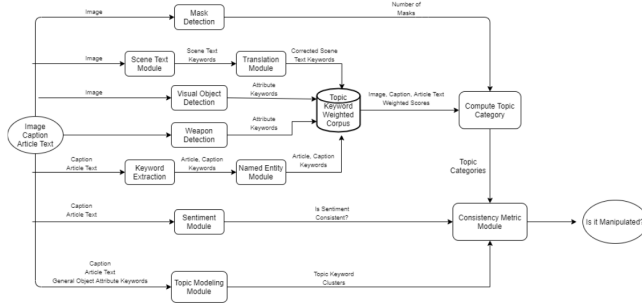 Image
Mask
Detection
Number of
Masks
Image
Scene Text
Module
Scene Text
Keywords
Translation
Module
Corrected Scene
Text Keywords
Image
Visual Object
Detection
Attribute
Keywords
Topic
Keyword
Weighted
Corpus
Image, Caption, Article Text
Weighted Scores
Compute Topic
Category
Image
Caption
Article Text
Weapon
Detection
Attribute
Keywords
Caption
Article Text
Keyword
Extraction
Article, Caption
Keywords
Named Entity
Module
Article, Caption
Keywords
Topic
Categories
Caption
Article Text
Sentiment
Module
Is Sentiment
Consistent?
Consistency Metric
Module
Is it Manipulated?
Caption
Article Text
General Object Attribute Keywords
Topic Modeling
Module
Topic Keyword
Clusters